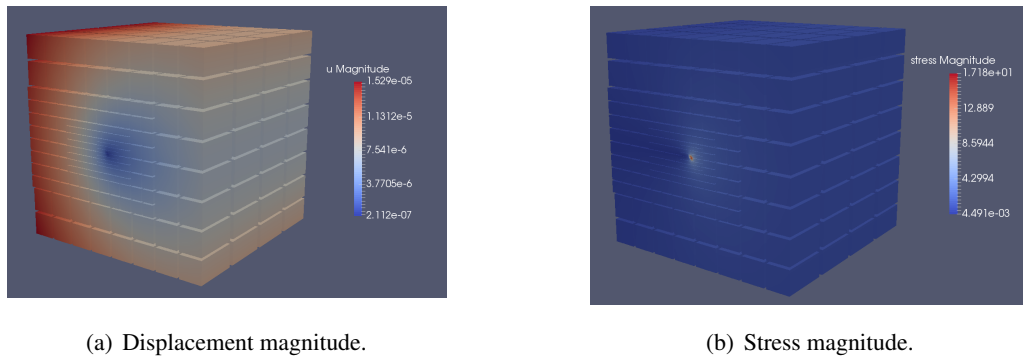 u Magnitude
1.529e-05
1.1312e-5
7.541e-6
3.7705e-6
2.112e-07
stress Magnitude
1.718e+01
12.889
8.5944
4.2994
4.491e-03
(a) Displacement magnitude.
(b) Stress magnitude.